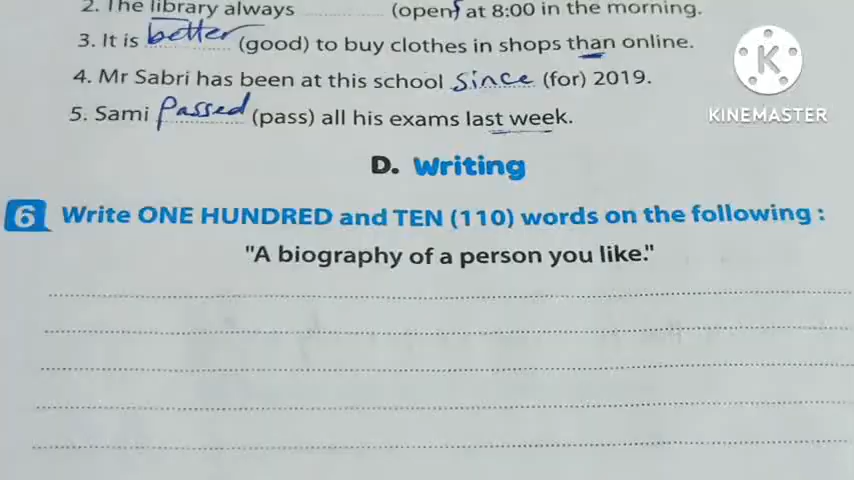 2. The library always ............ (open) at 8:00 in the morning.
3. It is better (good) to buy clothes in shops than online.
4. Mr Sabri has been at this school since (for) 2019.
5. Sami passed (pass) all his exams last week.
K
KINEMASTER
D. Writing
6 Write ONE HUNDRED and TEN (110) words on the following :
"A biography of a person you like."